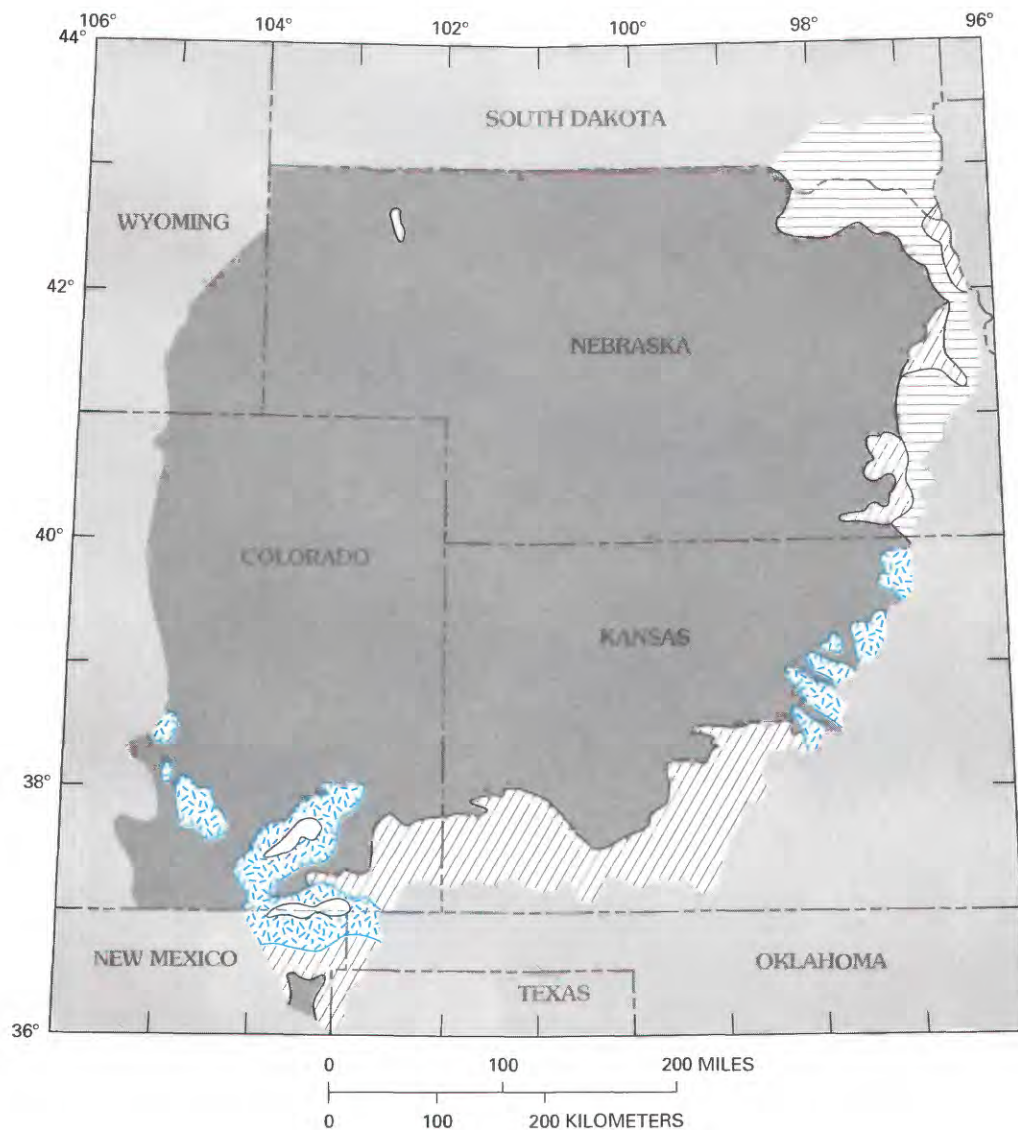 106° 104° 102° 100° 98° 96°
44°
SOUTH DAKOTA
WYOMING
42°
NEBRASKA
40°
COLORADO
KANSAS
38°
NEW MEXICO
OKLAHOMA
TEXAS
36°
0 100 200 MILES
0 100 200 KILOMETERS